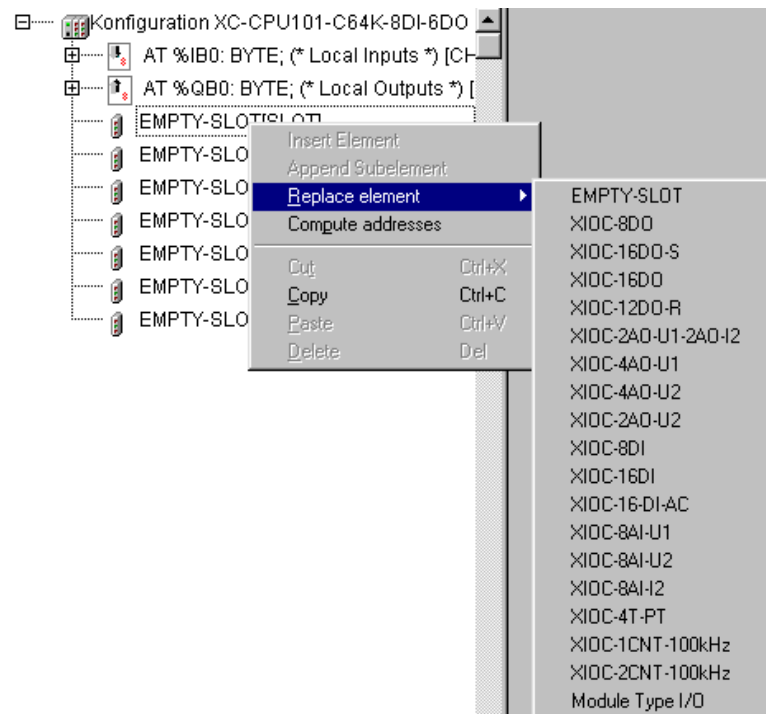 Konfiguration XC-CPU101-C64K-8DI-6DO
AT %IB0: BYTE; (* Local Inputs *) [CH
AT %QB0: BYTE; (* Local Outputs *) [
EMPTY-SLOT[SLOT]
EMPTY-SLO
EMPTY-SLO
EMPTY-SLO
EMPTY-SLO
EMPTY-SLO
EMPTY-SLO
Insert Element
Append Subelement
Replace element
Compute addresses
Cut Ctrl+X
Copy Ctrl+C
Paste Ctrl+V
Delete Del
EMPTY-SLOT
XIOC-8DO
XIOC-16DO-S
XIOC-16DO
XIOC-12DO-R
XIOC-2AO-U1-2AO-I2
XIOC-4AO-U1
XIOC-4AO-U2
XIOC-2AO-U2
XIOC-8DI
XIOC-16DI
XIOC-16-DI-AC
XIOC-8AI-U1
XIOC-8AI-U2
XIOC-8AI-I2
XIOC-4T-PT
XIOC-1CNT-100kHz
XIOC-2CNT-100kHz
Module Type I/O